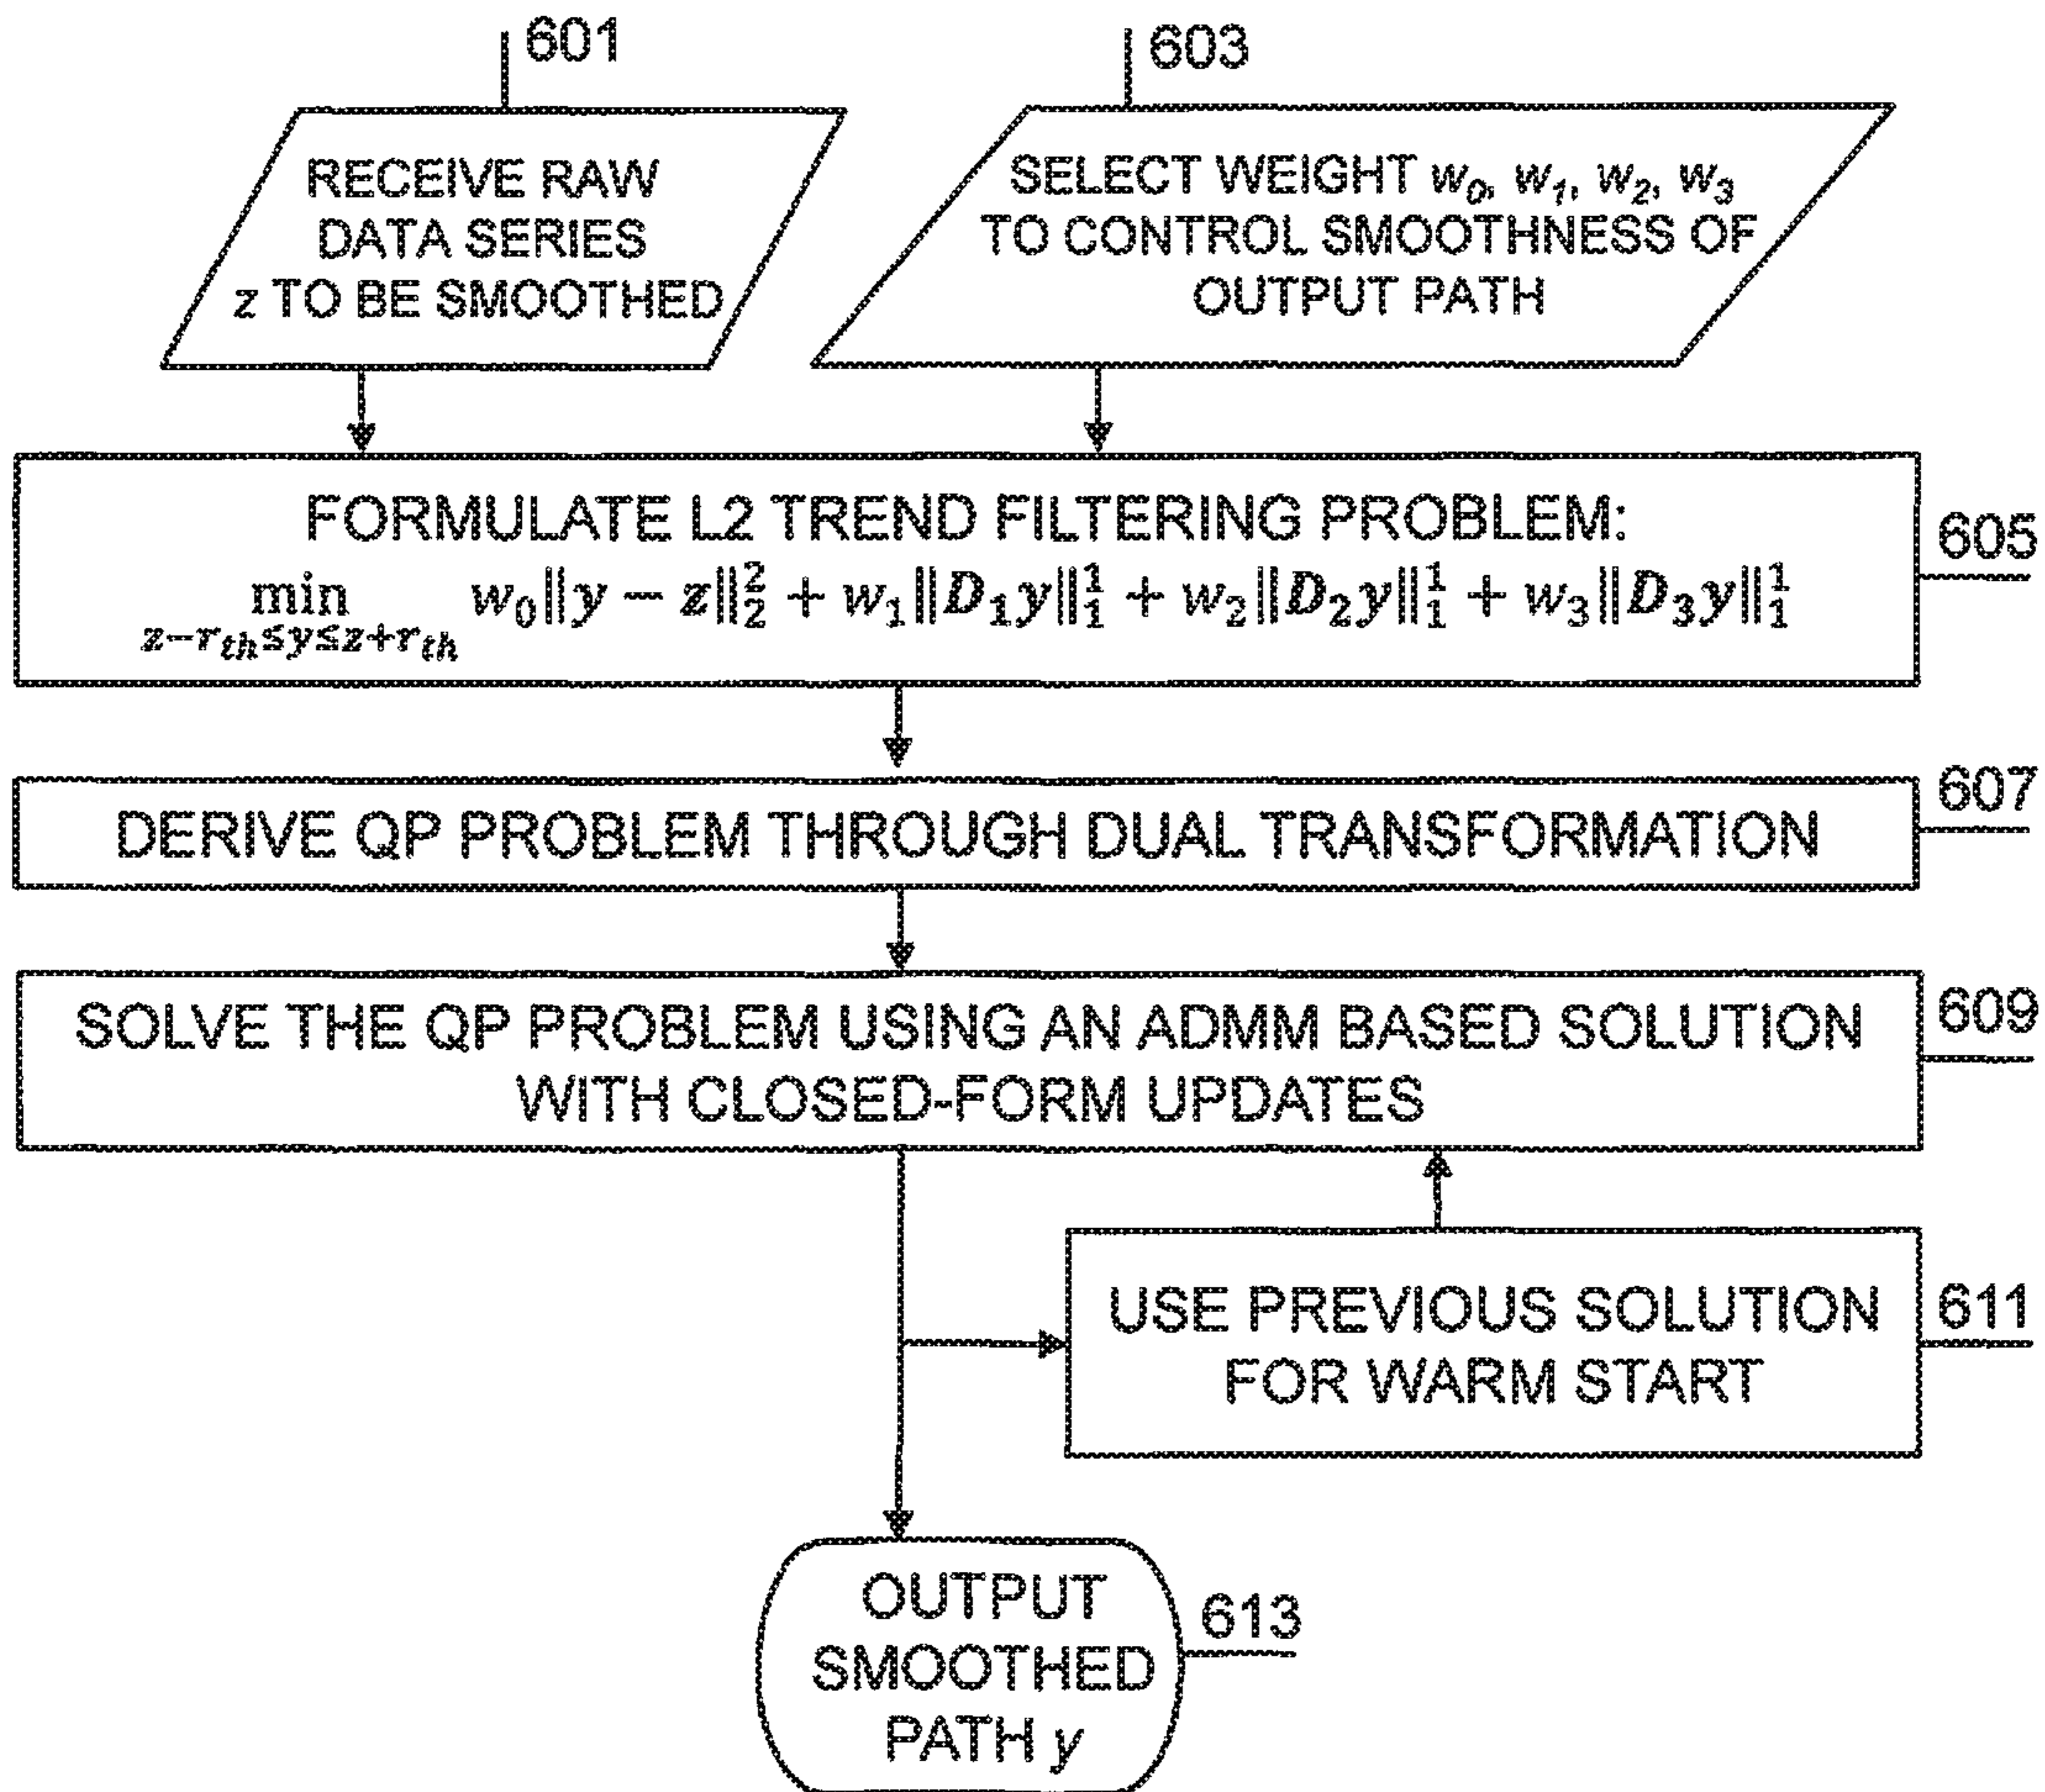 601
RECEIVE RAW
DATA SERIES
z TO BE SMOOTHED
603
SELECT WEIGHT w₀, w₁, w₂, w₃
TO CONTROL SMOOTHNESS OF
OUTPUT PATH
FORMULATE L2 TREND FILTERING PROBLEM:
min w₀‖y − z‖₂² + w₁‖D₁y‖₁¹ + w₂‖D₂y‖₁¹ + w₃‖D₃y‖₁¹
z−r_th≤y≤z+r_th
605
DERIVE QP PROBLEM THROUGH DUAL TRANSFORMATION
607
SOLVE THE QP PROBLEM USING AN ADMM BASED SOLUTION
WITH CLOSED-FORM UPDATES
609
USE PREVIOUS SOLUTION
FOR WARM START
611
OUTPUT
SMOOTHED
PATH y
613